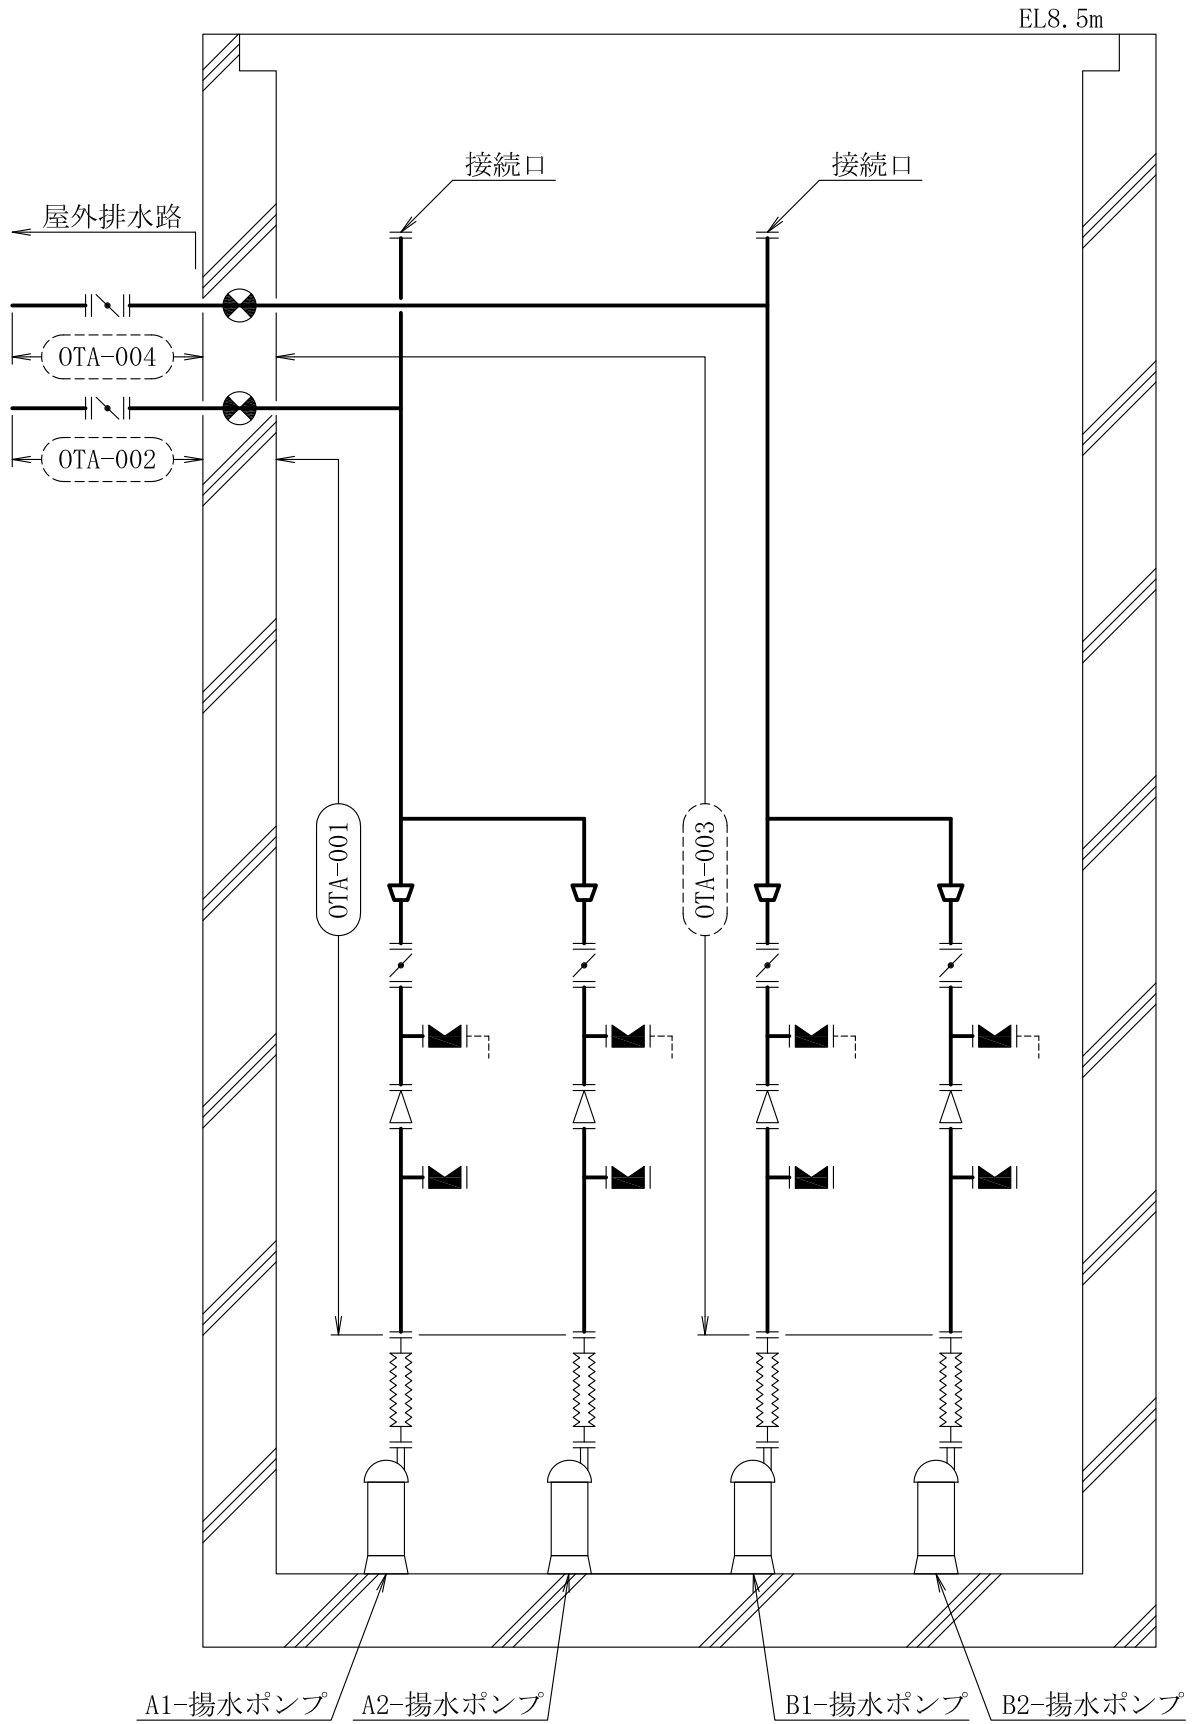 EL8.5m
接続口
接続口
屋外排水路
OTA-004
OTA-002
OTA-001
OTA-003
A1-揚水ポンプ
A2-揚水ポンプ
B1-揚水ポンプ
B2-揚水ポンプ